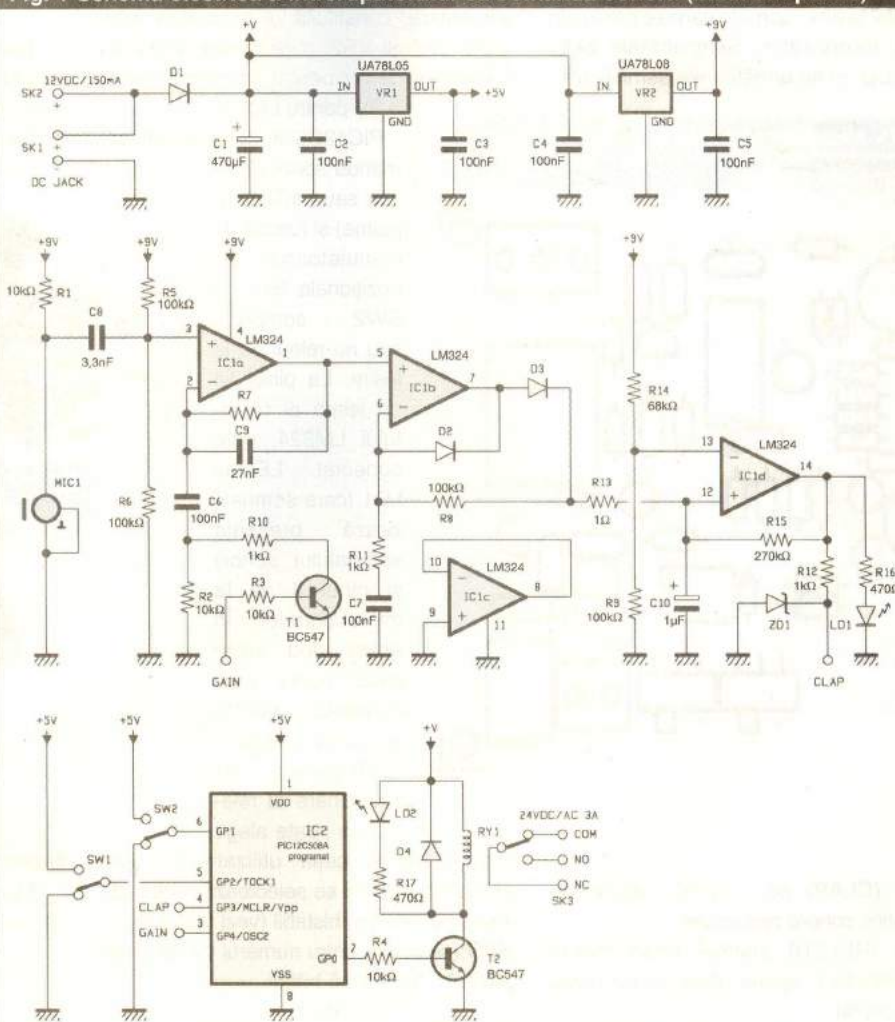 +V
+9V
12VDC/150mA
D1
UA78L05
UA78L08
SK2
+
IN
VR1
OUT
+5V
IN
VR2
OUT
GND
GND
SK1
+
-
DC JACK
+
C1
470µF
C2
100nF
C3
100nF
C4
100nF
C5
100nF
+9V
+9V
+9V
+9V
10kΩ
R1
R5
100kΩ
C8
3,3nF
3
+
4
LM324
IC1a
1
2
−
5
+
LM324
IC1b
7
6
−
D3
R14
68kΩ
R7
C9
27nF
D2
100kΩ
R8
R13
1Ω
13
−
LM324
IC1d
14
12
+
MIC1
R6
100kΩ
C6
100nF
R10
1kΩ
R2
10kΩ
R3
10kΩ
T1
BC547
R11
1kΩ
C7
100nF
10
−
LM324
IC1c
8
9
+
11
R9
100kΩ
+
C10
1µF
R15
270kΩ
R12
1kΩ
R16
470Ω
ZD1
LD1
GAIN
CLAP
+5V
+5V
+5V
+V
1
VDD
SW2
6
GP1
IC2
PIC12C508A
programat
LD2
D4
RY1
24VDC/AC 3A
COM
NO
NC
SK3
SW1
5
GP2/TOCK1
CLAP
4
GP3/MCLR/Vpp
GAIN
3
GP4/OSC2
R17
470Ω
GP0
7
R4
10kΩ
T2
BC547
VSS
8